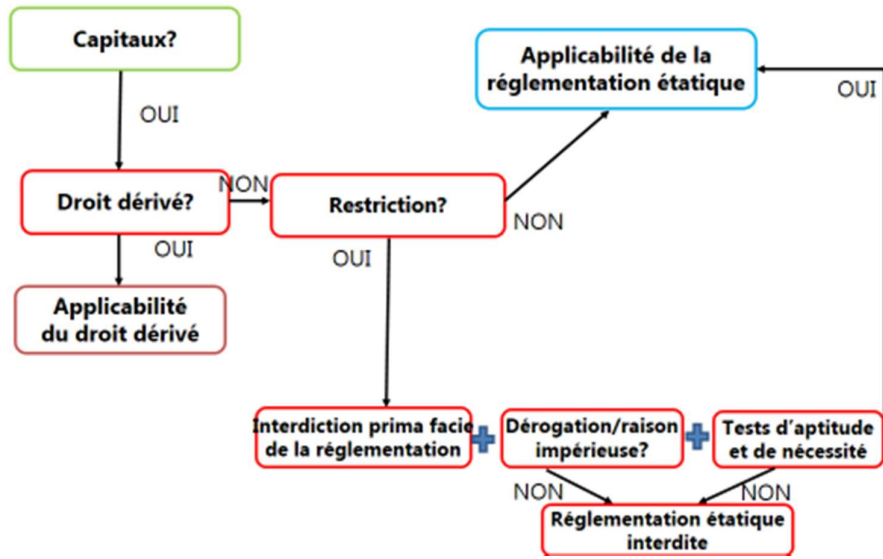 Capitaux?
Applicabilité de la
réglementation étatique
OUI
OUI
Droit dérivé?
NON
Restriction?
NON
OUI
OUI
Applicabilité
du droit dérivé
Interdiction prima facie
de la réglementation
Dérogation/raison
impérieuse?
Tests d'aptitude
et de nécessité
NON
NON
Réglementation étatique
interdite